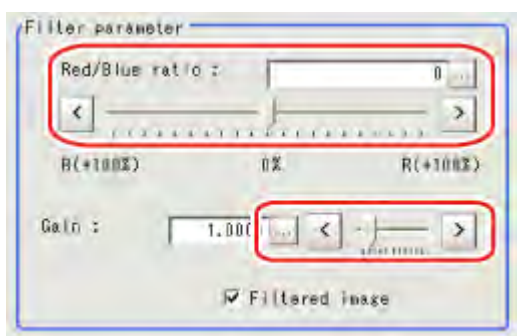 Filter parameter
Red/Blue ratio : 0 ...
< >
R(+100%) 0% R(+100%)
Gain : 1.000 ... < >
Filtered image